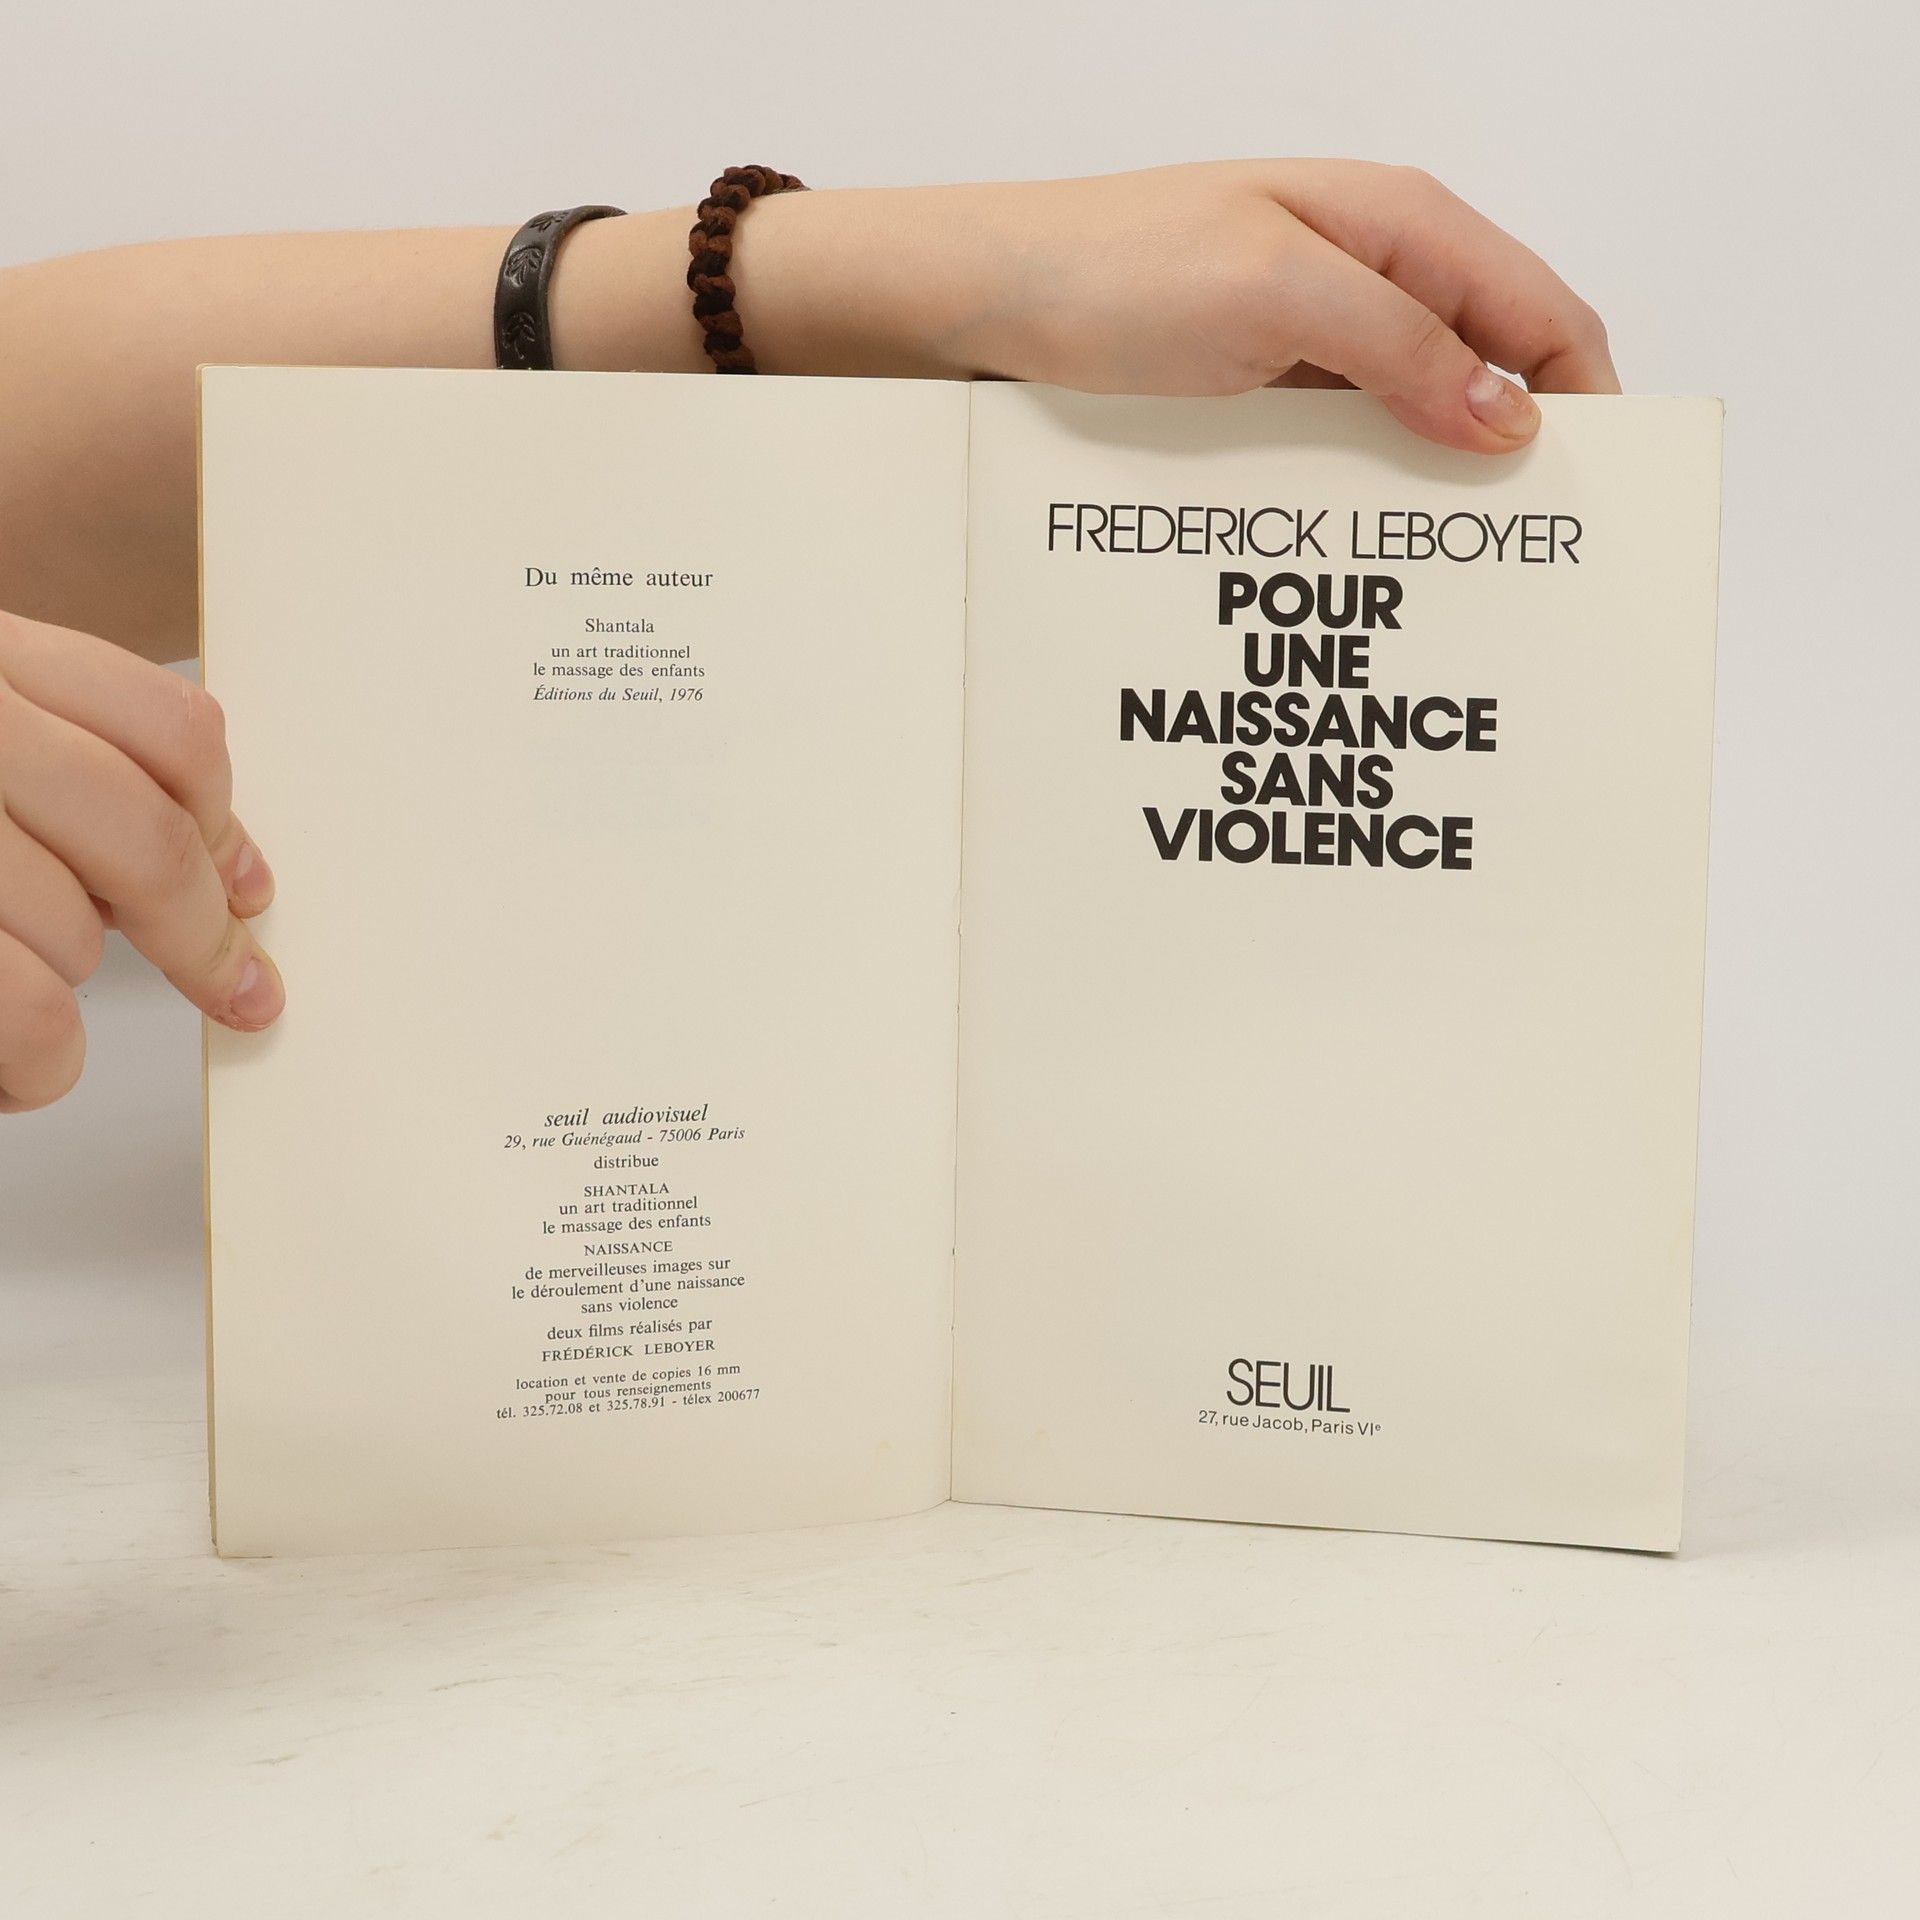 Du même auteur
Shantala
un art traditionnel
le massage des enfants
Éditions du Seuil, 1976
seuil audiovisuel
29, rue Guénégaud - 75006 Paris
distribue
SHANTALA
un art traditionnel
le massage des enfants
NAISSANCE
de merveilleuses images sur
le déroulement d'une naissance
sans violence
deux films réalisés par
FRÉDÉRICK LEBOYER
location et vente de copies 16 mm
pour tous renseignements
tél. 325.72.08 et 325.78.91 - télex 200677
FREDERICK LEBOYER
POUR
UNE
NAISSANCE
SANS
VIOLENCE
SEUIL
27, rue Jacob, Paris VIe